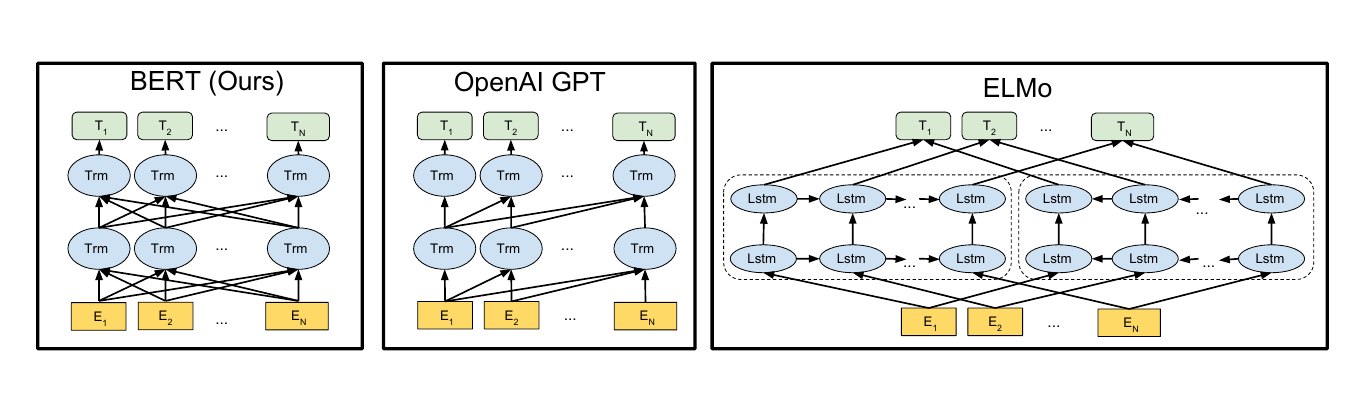 BERT (Ours)
T1 T2 ... TN
Trm Trm ... Trm
Trm Trm ... Trm
E1 E2 ... EN
OpenAI GPT
T1 T2 ... TN
Trm Trm ... Trm
Trm Trm ... Trm
E1 E2 ... EN
ELMo
T1 T2 ... TN
Lstm Lstm ... Lstm Lstm Lstm ... Lstm
Lstm Lstm ... Lstm Lstm Lstm ... Lstm
E1 E2 ... EN